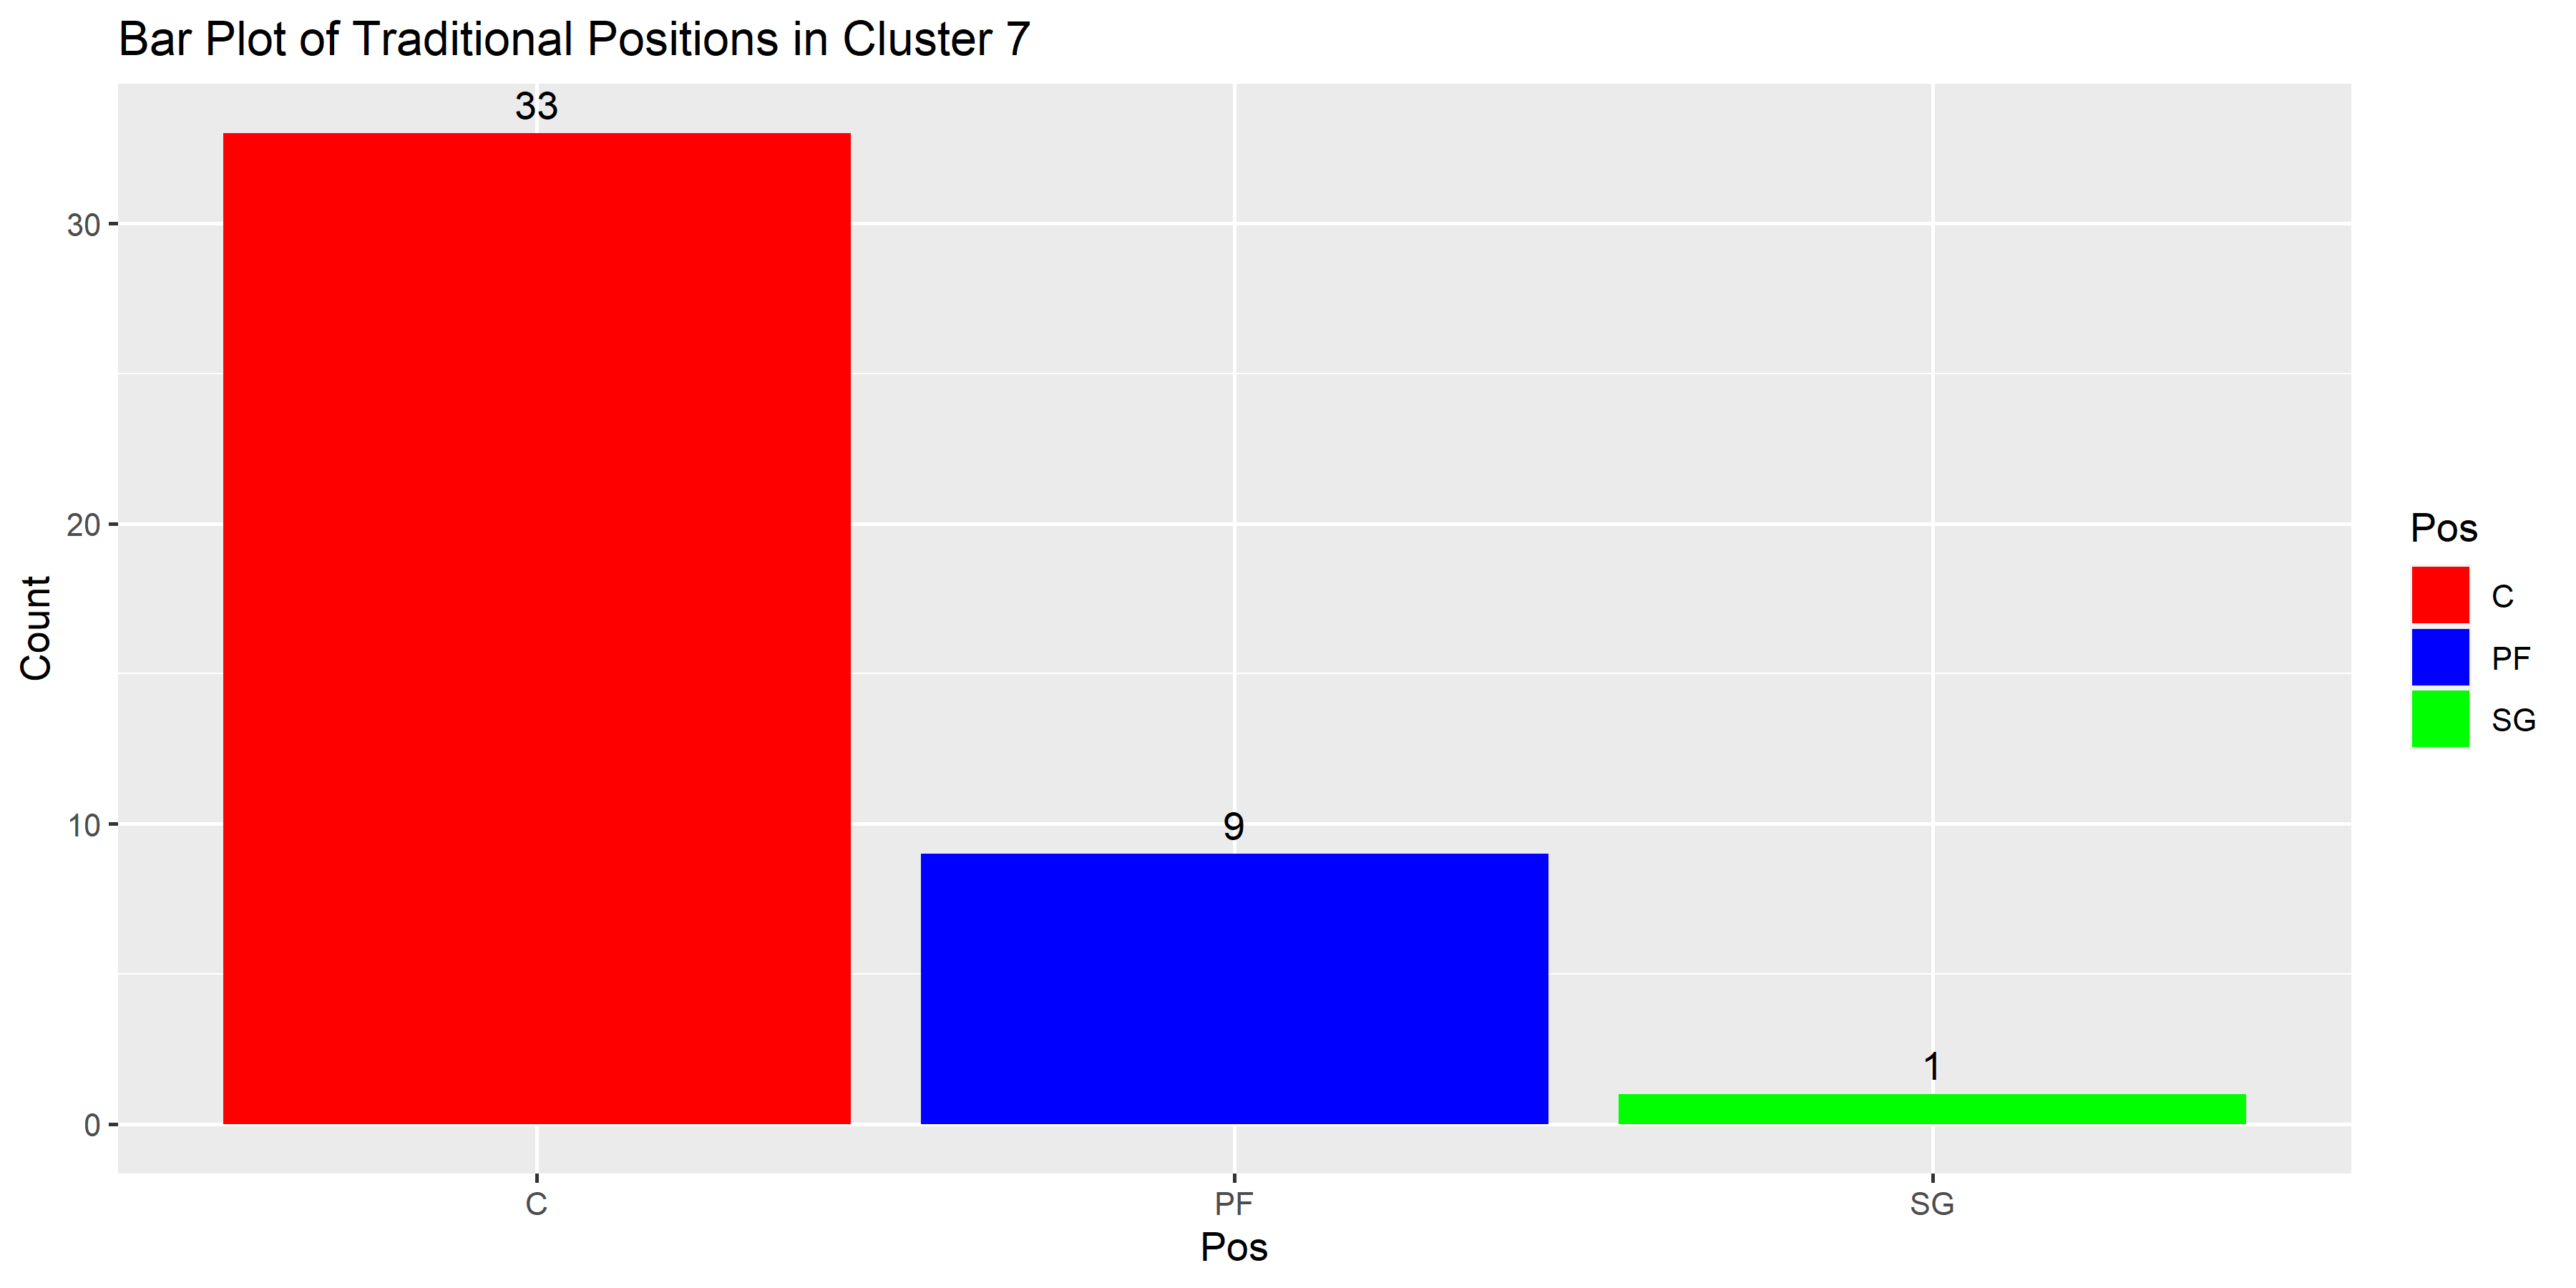 Bar Plot of Traditional Positions in Cluster 7
33
9
1
30
20
10
0
Count
C
PF
SG
Pos
Pos
C
PF
SG